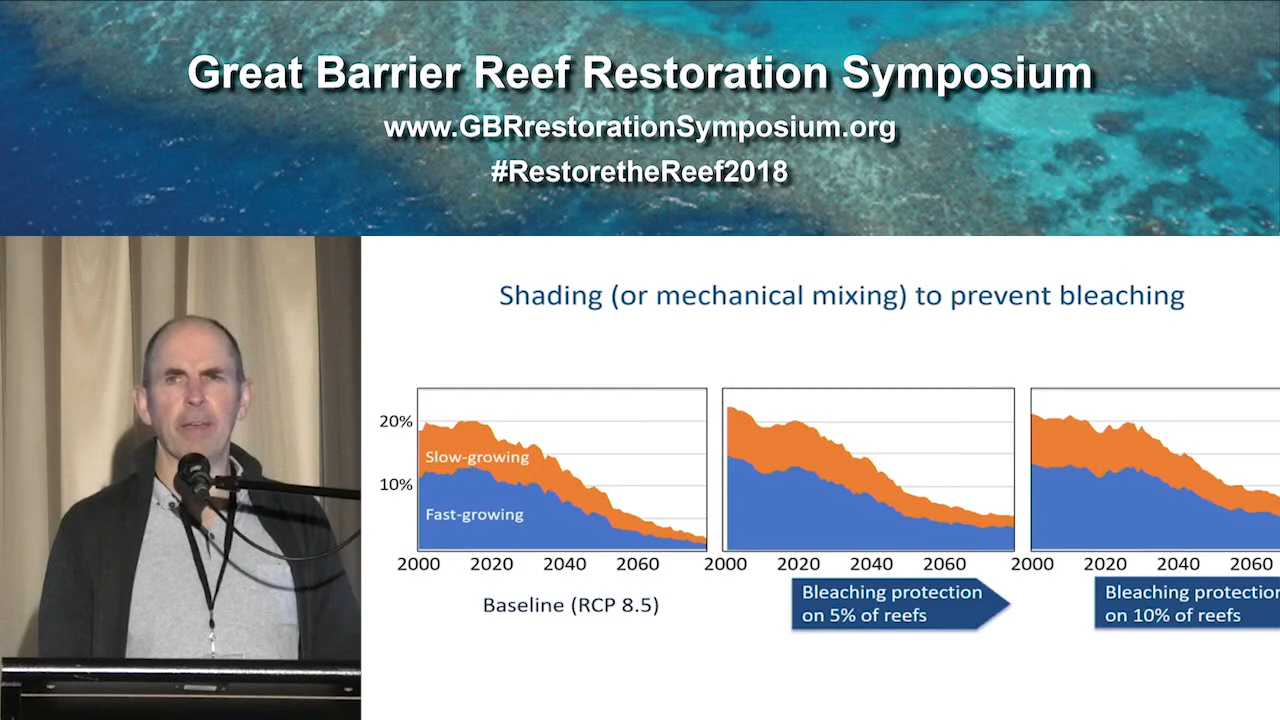 Great Barrier Reef Restoration Symposium
www.GBRrestorationSymposium.org
#RestoretheReef2018
Shading (or mechanical mixing) to prevent bleaching
20%
10%
Slow-growing
Fast-growing
2000 2020 2040 2060
2000 2020 2040 2060
2000 2020 2040 2060
Baseline (RCP 8.5)
Bleaching protection
on 5% of reefs
Bleaching protection
on 10% of reefs